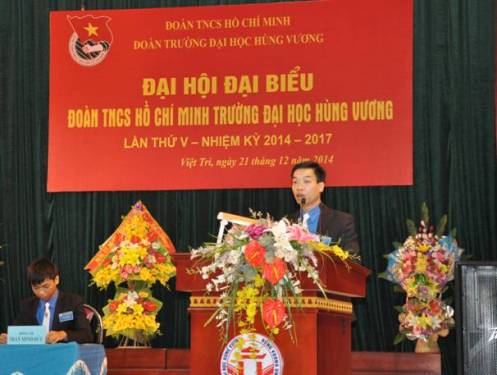 ĐOÀN TNCS HỒ CHÍ MINH
ĐOÀN TRƯỜNG ĐẠI HỌC HÙNG VƯƠNG
ĐẠI HỘI ĐẠI BIỂU
ĐOÀN TNCS HỒ CHÍ MINH TRƯỜNG ĐẠI HỌC HÙNG VƯƠNG
LẦN THỨ V – NHIỆM KỲ 2014 – 2017
Việt Trì, ngày 21 tháng 12 năm 2014